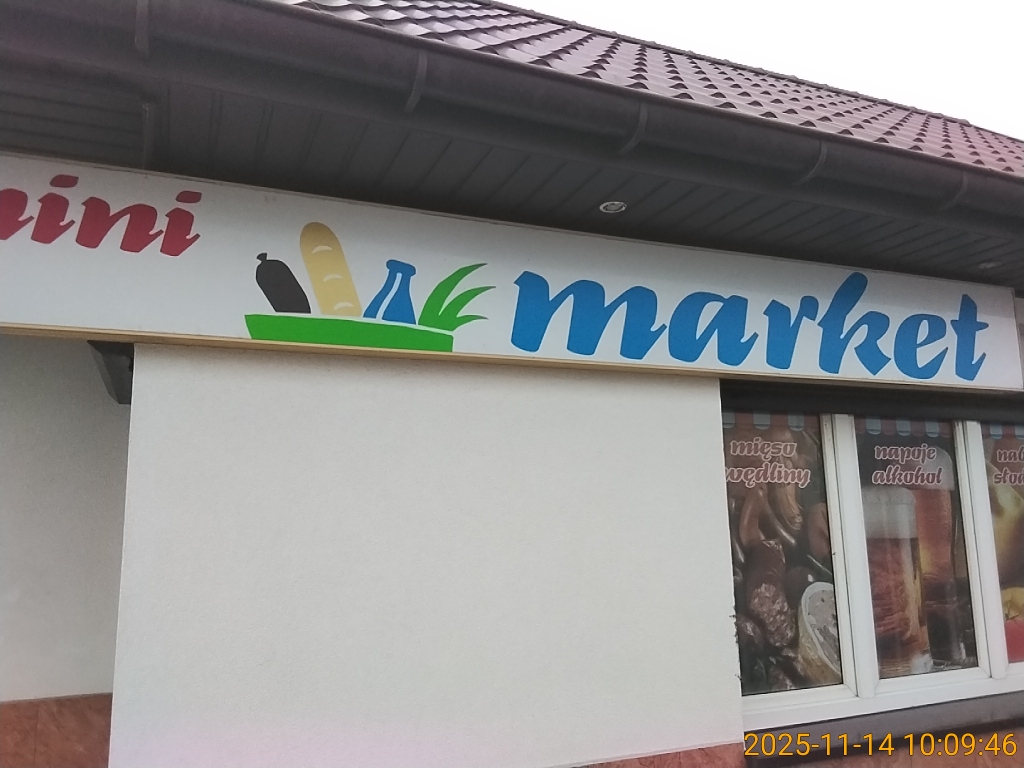 mini
market
mięso
wędliny
napoje
alkohol
2025-11-14 10:09:46